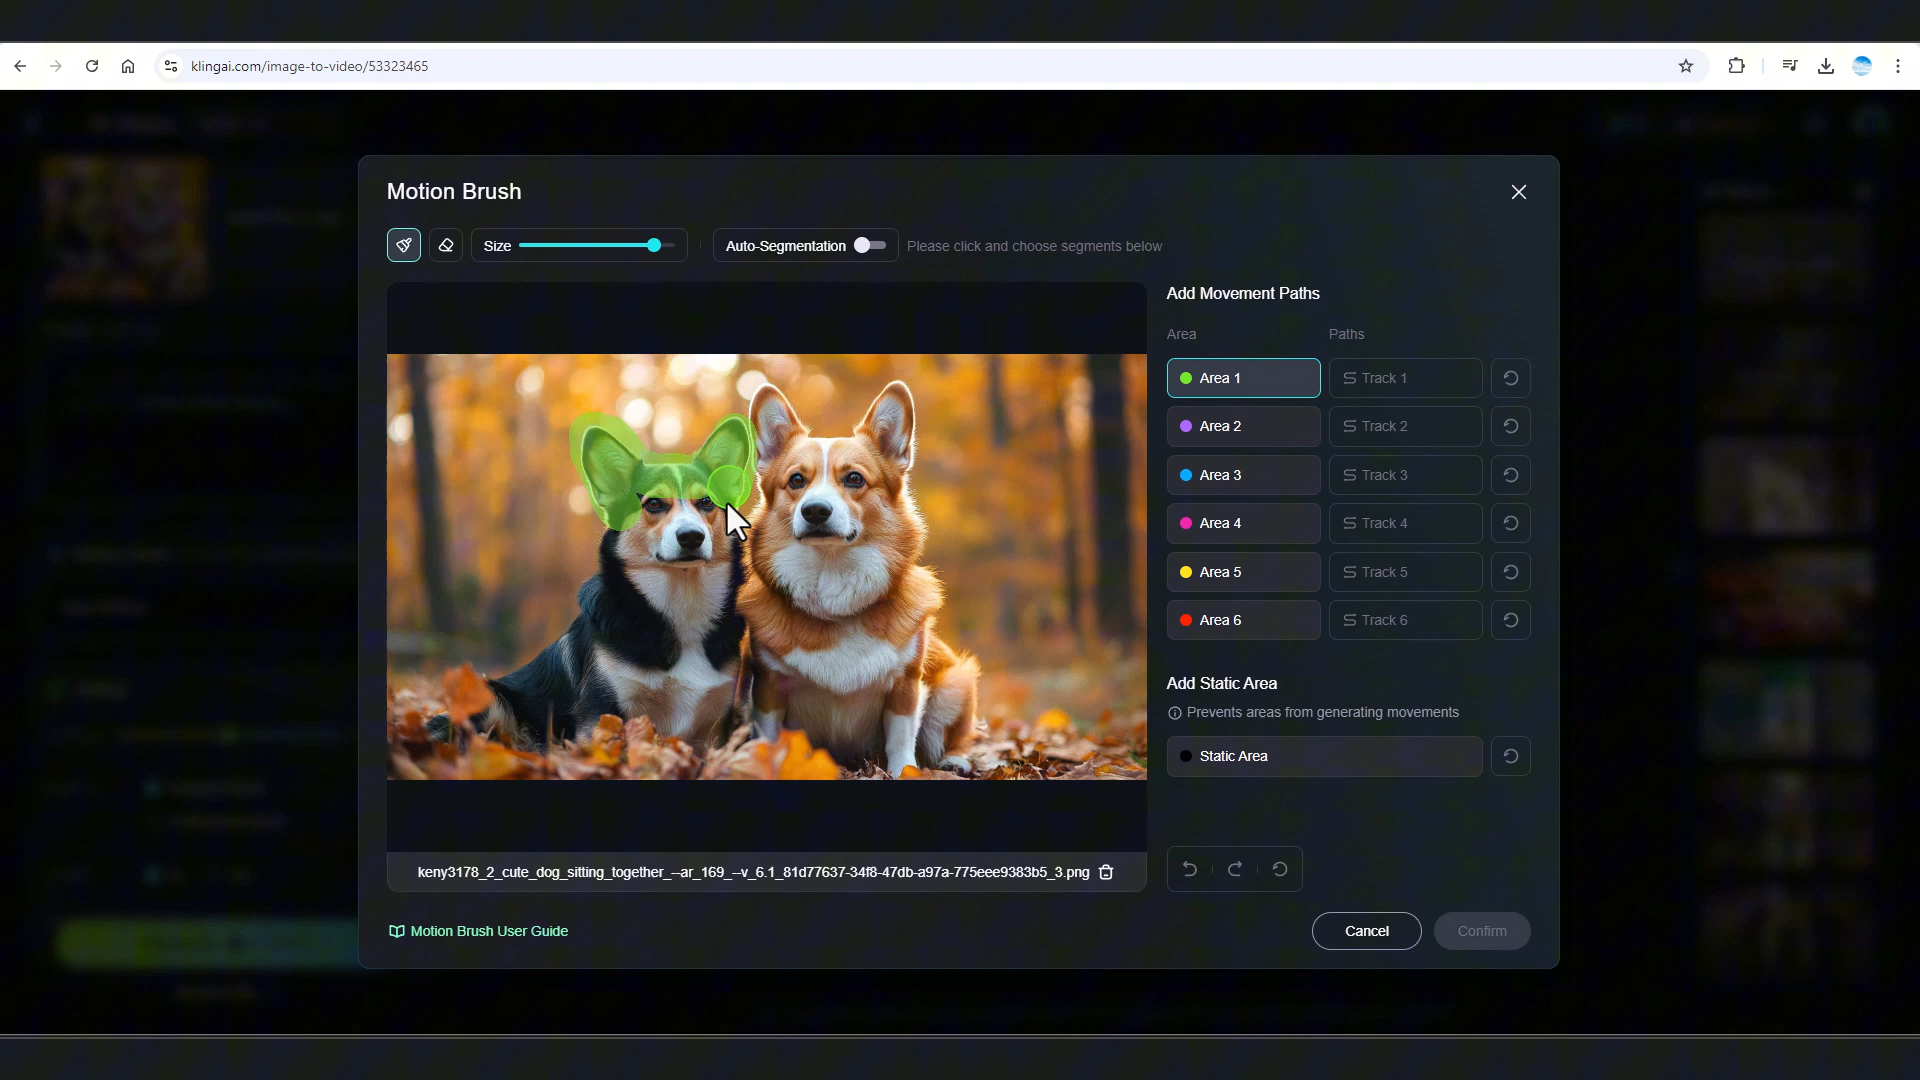 klingai.com/image-to-video/53323465
Motion Brush
Size
Auto-Segmentation
Please click and choose segments below
Add Movement Paths
Area Paths
Area 1 Track 1
Area 2 Track 2
Area 3 Track 3
Area 4 Track 4
Area 5 Track 5
Area 6 Track 6
Add Static Area
Prevents areas from generating movements
Static Area
keny3178_2_cute_dog_sitting_together_--ar_169_--v_6.1_81d77637-34f8-47db-a97a-775eee9383b5_3.png
Motion Brush User Guide
Cancel Confirm